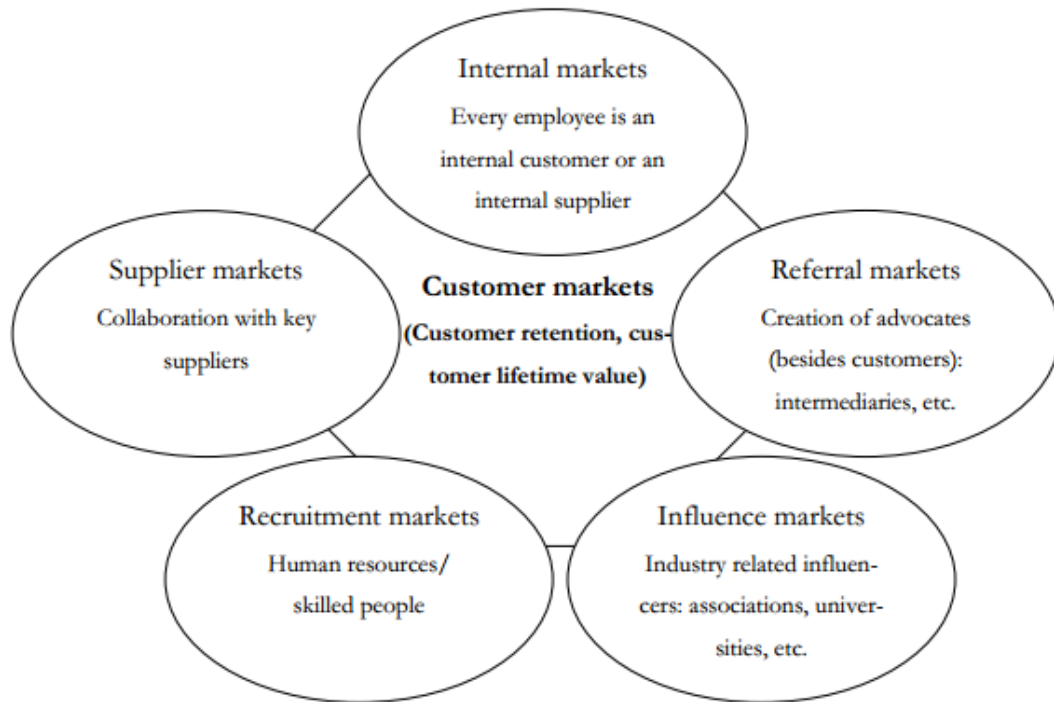 Internal markets
Every employee is an
internal customer or an
internal supplier
Supplier markets
Collaboration with key
suppliers
Customer markets
(Customer retention, cus-
tomer lifetime value)
Referral markets
Creation of advocates
(besides customers):
intermediaries, etc.
Recruitment markets
Human resources/
skilled people
Influence markets
Industry related influen-
cers: associations, univer-
sities, etc.